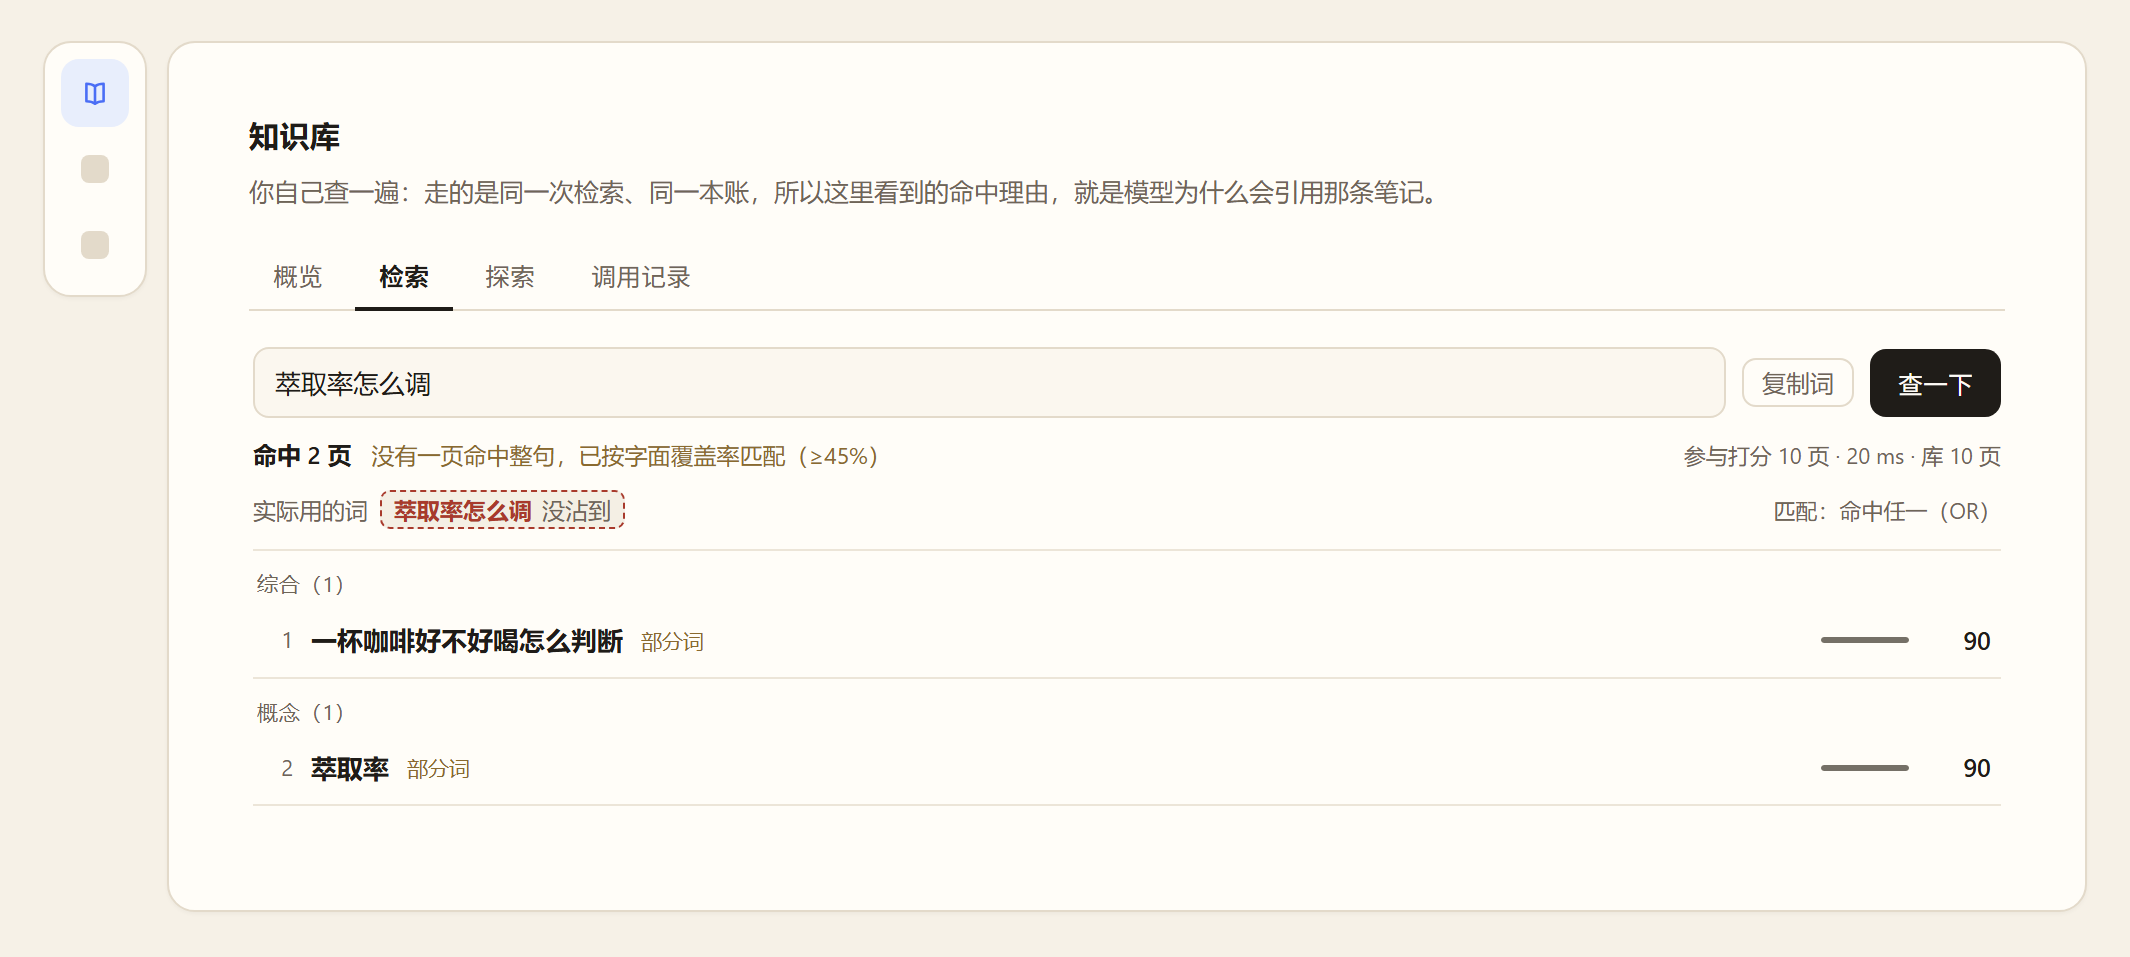 知识库
你自己查一遍：走的是同一次检索、同一本账，所以这里看到的命中理由，就是模型为什么会引用那条笔记。
概览 检索 探索 调用记录
萃取率怎么调 复制词 查一下
命中 2 页 没有一页命中整句，已按字面覆盖率匹配（≥45%） 参与打分 10 页 · 20 ms · 库 10 页
实际用的词 萃取率怎么调 没沾到 匹配：命中任一（OR）
综合（1）
1 一杯咖啡好不好喝怎么判断 部分词 90
概念（1）
2 萃取率 部分词 90